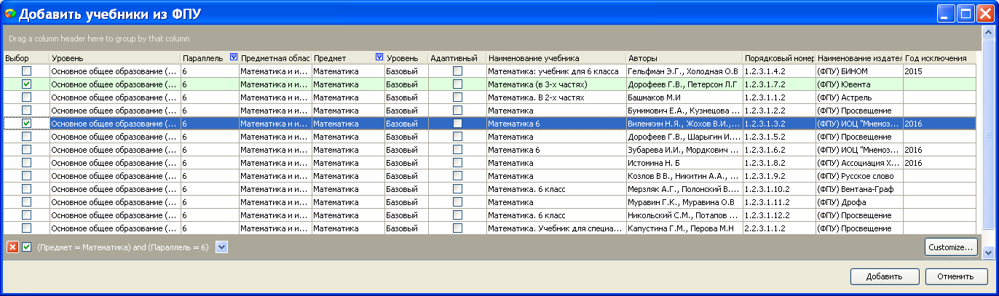 Добавить учебники из ФПУ
Drag a column header here to group by that column
Выбор Уровень Параллель Предметная облас Предмет Уровень Адаптивный Наименование учебника Авторы Порядковый номер Наименование издател Год исключения
Основное общее образование (... 6 Математика и и... Математика Базовый Математика: учебник для 6 класса Гельфман Э.Г., Холодная О.В 1.2.3.1.4.2 (ФПУ) БИНОМ 2015
Основное общее образование (... 6 Математика и и... Математика Базовый Математика (в 3-х частях) Дорофеев Г.В., Петерсон Л.Г 1.2.3.1.7.2 (ФПУ) Ювента
Основное общее образование (... 6 Математика и и... Математика Базовый Математика. В 2-х частях Башмаков М.И 1.2.3.1.1.2 (ФПУ) Астрель
Основное общее образование (... 6 Математика и и... Математика Базовый Математика Бунимович Е.А., Кузнецова ... 1.2.3.1.2.2 (ФПУ) Просвещение
Основное общее образование (... 6 Математика и и... Математика Базовый Математика 6 Виленкин Н.Я., Жохов В.И.,... 1.2.3.1.3.2 (ФПУ) ИОЦ "Мнемоз... 2016
Основное общее образование (... 6 Математика и и... Математика Базовый Математика Дорофеев Г.В., Шарыгин И.... 1.2.3.1.5.2 (ФПУ) Просвещение
Основное общее образование (... 6 Математика и и... Математика Базовый Математика 6 Зубарева И.И., Мордкович ... 1.2.3.1.6.2 (ФПУ) ИОЦ "Мнемоз... 2016
Основное общее образование (... 6 Математика и и... Математика Базовый Математика Истомина Н. Б 1.2.3.1.8.2 (ФПУ) Ассоциация Х... 2016
Основное общее образование (... 6 Математика и и... Математика Базовый Математика Козлов В В., Никитин А.А., ... 1.2.3.1.9.2 (ФПУ) Русское слово
Основное общее образование (... 6 Математика и и... Математика Базовый Математика. 6 класс Мерзляк А.Г., Полонский В.... 1.2.3.1.10.2 (ФПУ) Вентана-Граф
Основное общее образование (... 6 Математика и и... Математика Базовый Математика Муравин Г.К., Муравина О.В 1.2.3.1.11.2 (ФПУ) Дрофа
Основное общее образование (... 6 Математика и и... Математика Базовый Математика. 6 класс Никольский С.М., Потапов ... 1.2.3.1.12.2 (ФПУ) Просвещение
Основное общее образование (... 6 Математика и и... Математика Базовый Математика. Учебник для специа... Капустина Г.М., Перова М.Н 2.2.3.1.1.2 (ФПУ) Просвещение
(Предмет = Математика) and (Параллель = 6) Customize...
Добавить Отменить